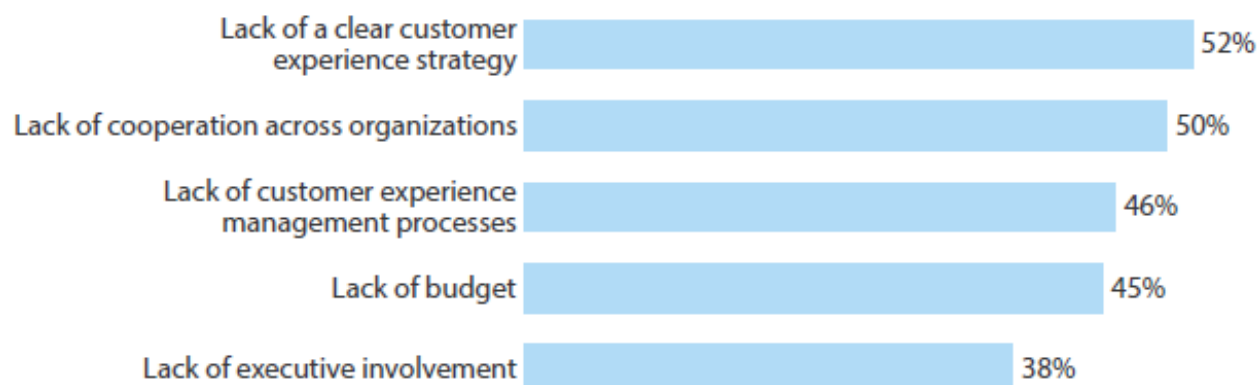 Lack of a clear customer
experience strategy
52%
Lack of cooperation across organizations
50%
Lack of customer experience
management processes
46%
Lack of budget
45%
Lack of executive involvement
38%